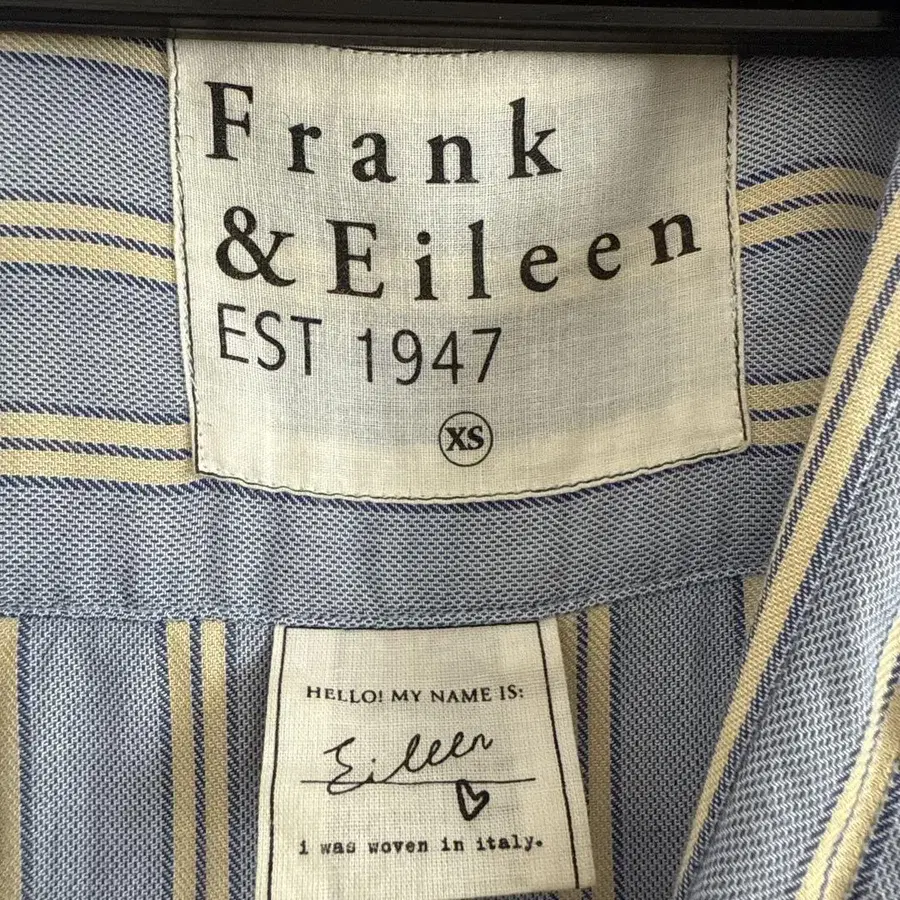 Frank
& Eileen
EST 1947
XS
HELLO! MY NAME IS:
Eileen
i was woven in italy.